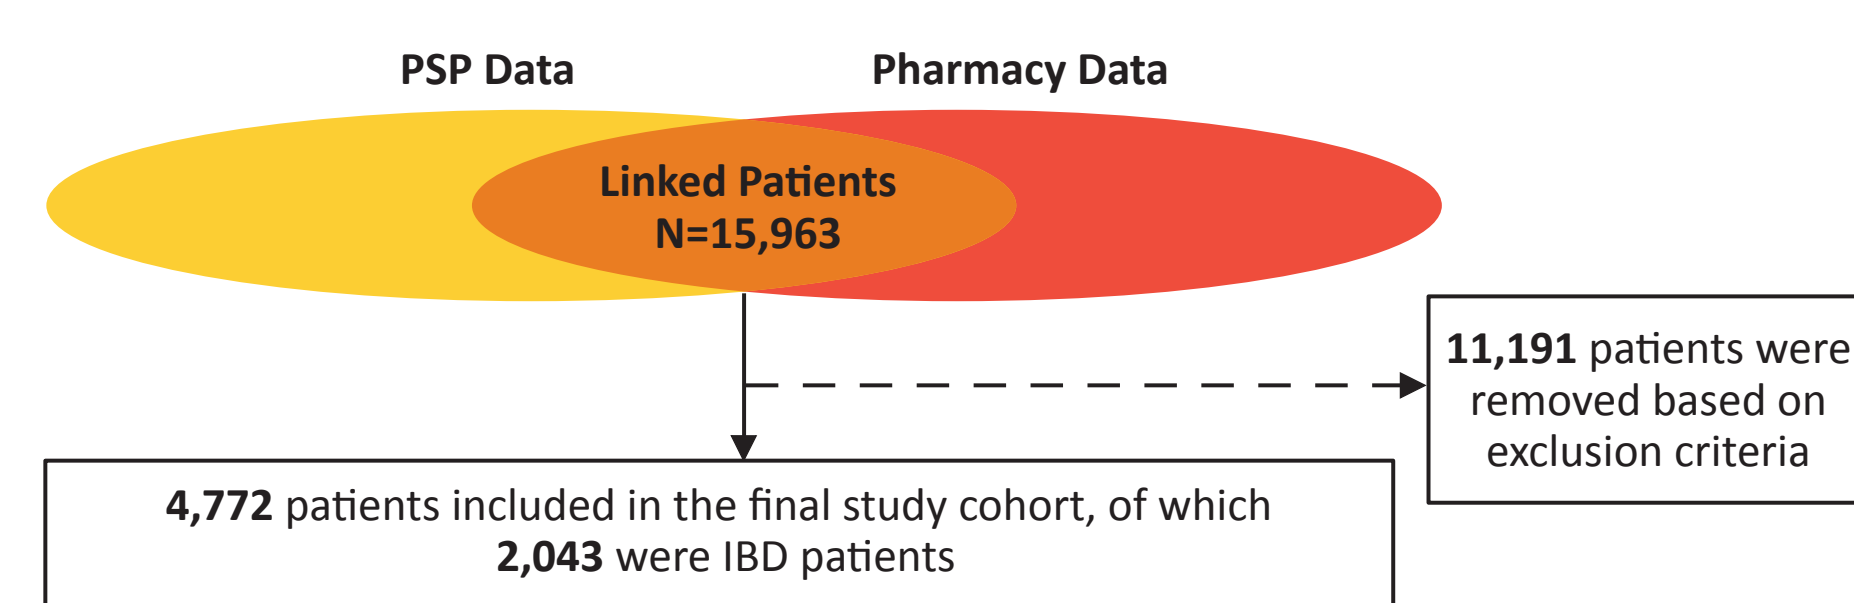 PSP Data
Pharmacy Data
Linked Patients
N=15,963
11,191 patients were
removed based on
exclusion criteria
4,772 patients included in the final study cohort, of which
2,043 were IBD patients